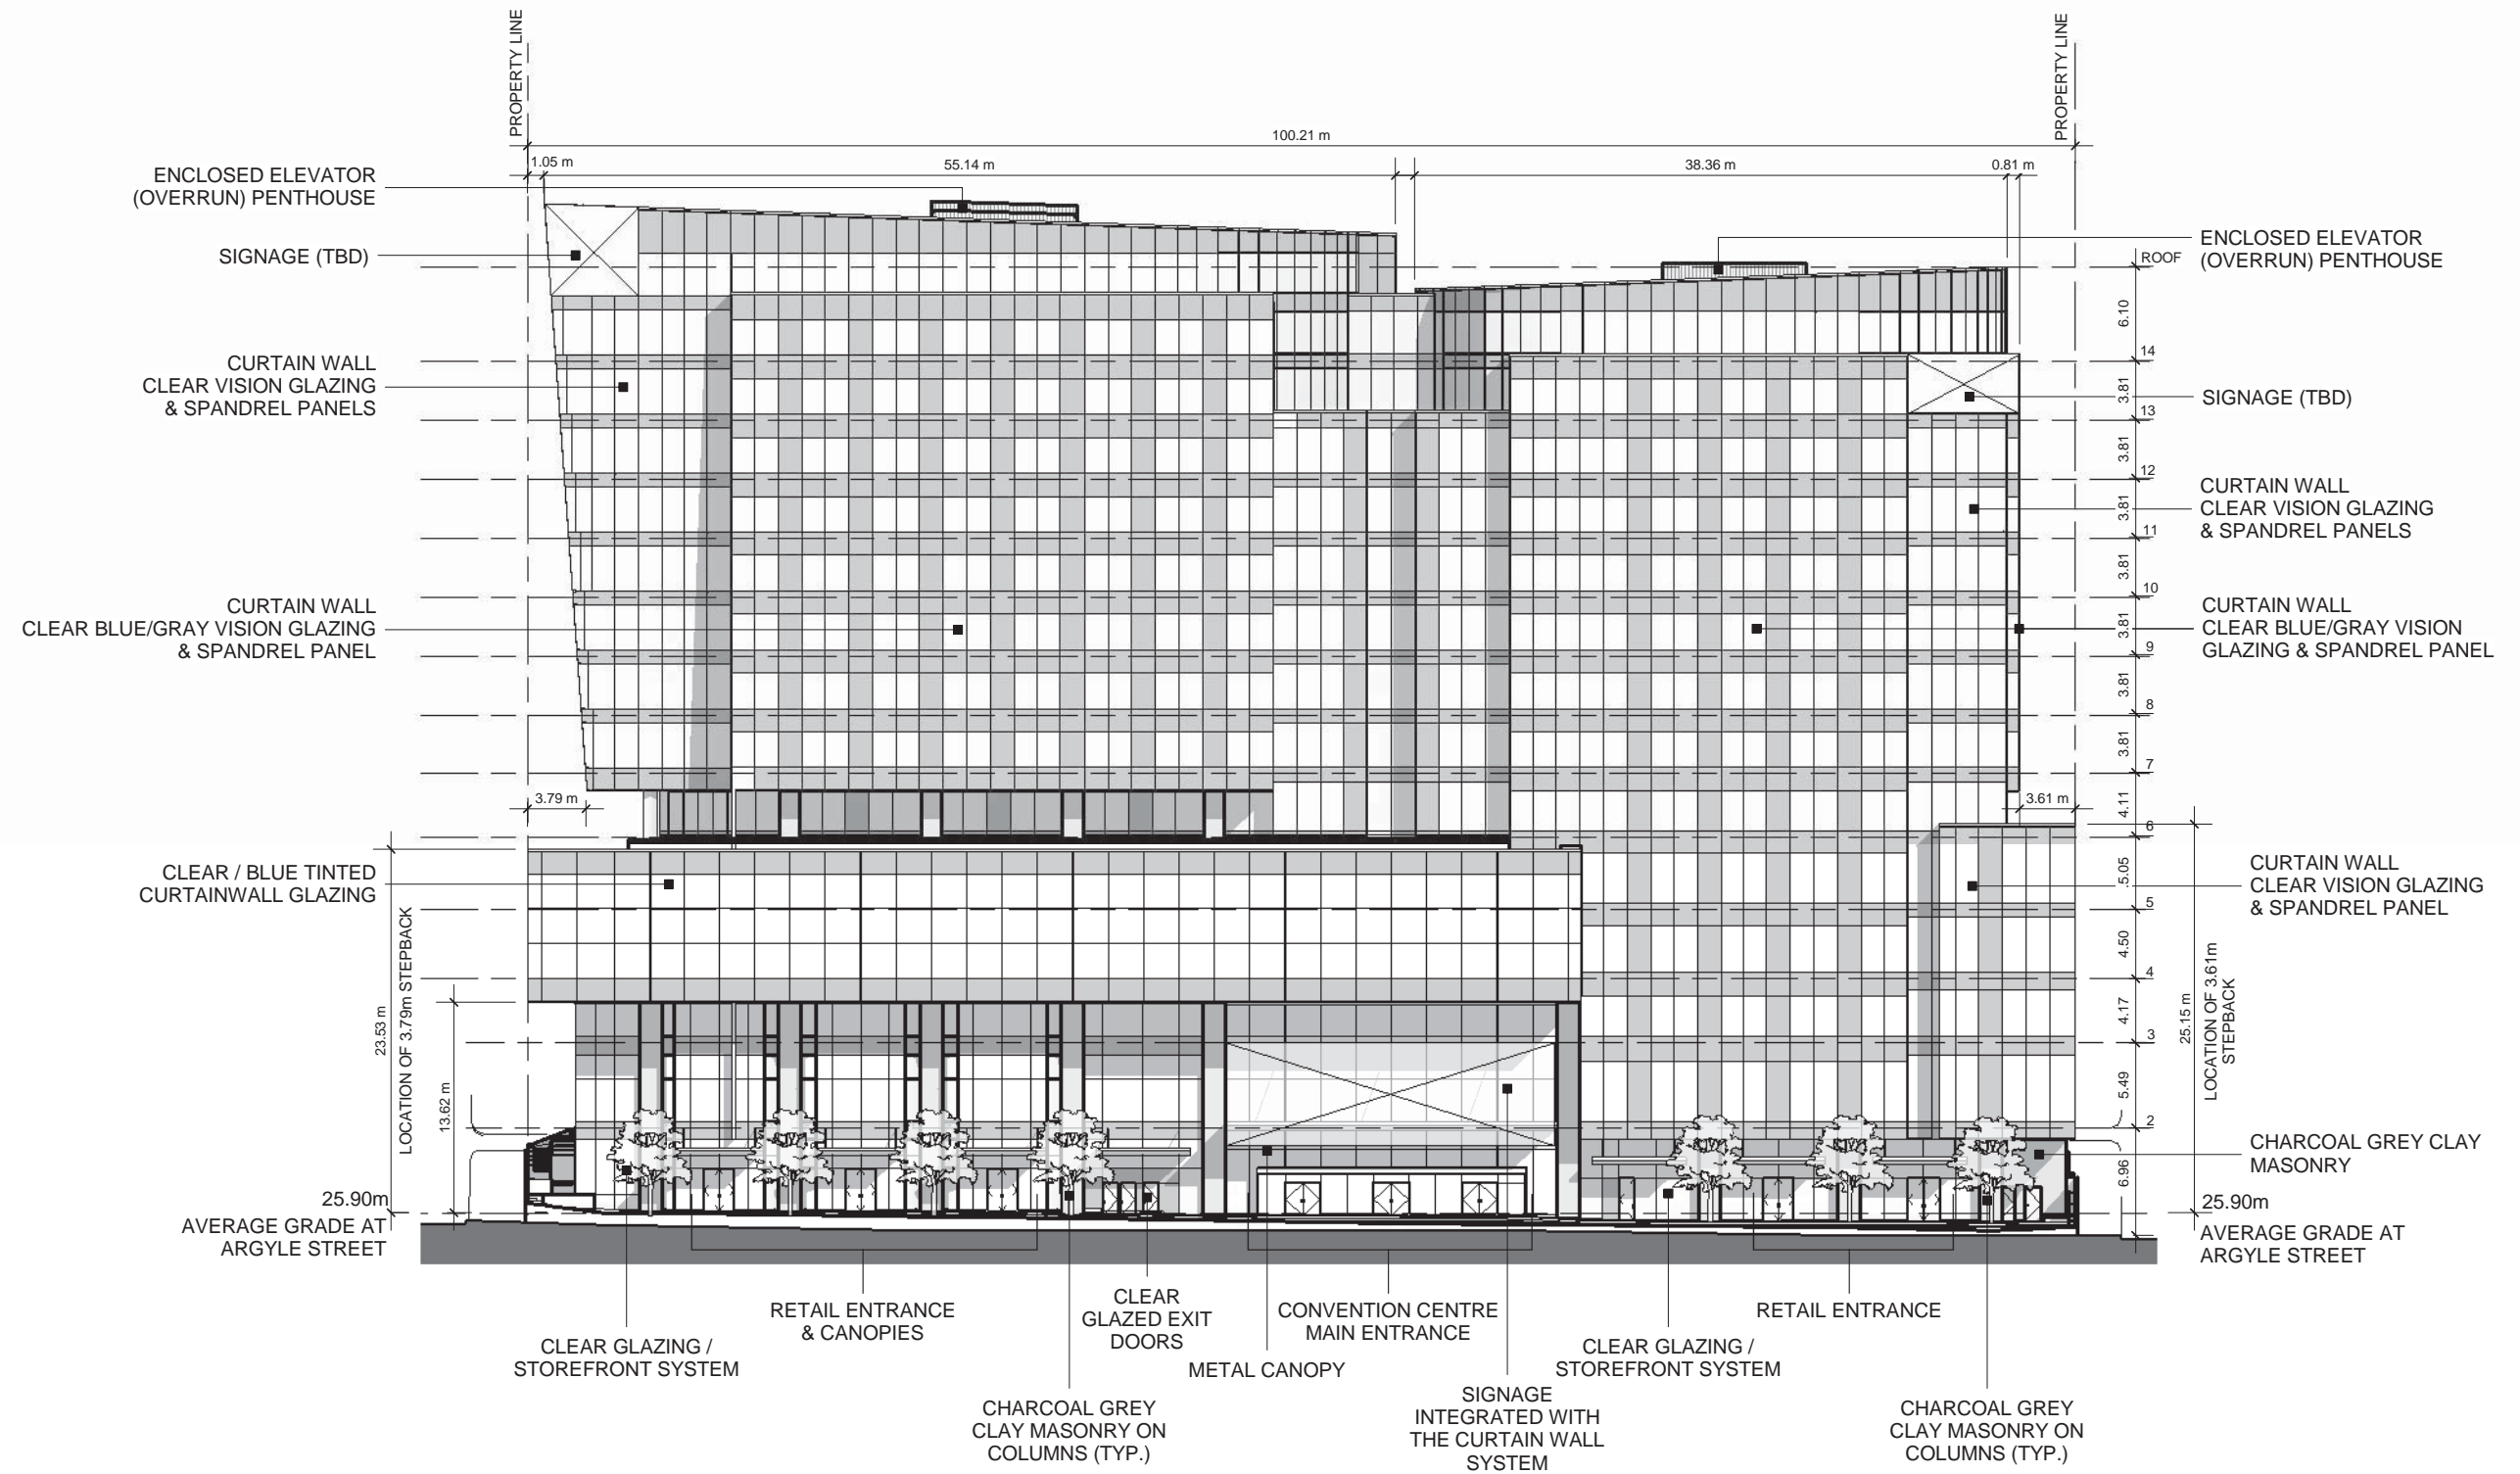 PROPERTY LINE
PROPERTY LINE
100.21 m
1.05 m
55.14 m
38.36 m
0.81 m
ENCLOSED ELEVATOR
(OVERRUN) PENTHOUSE
SIGNAGE (TBD)
CURTAIN WALL
CLEAR VISION GLAZING
& SPANDREL PANELS
CURTAIN WALL
CLEAR BLUE/GRAY VISION GLAZING
& SPANDREL PANEL
3.79 m
CLEAR / BLUE TINTED
CURTAINWALL GLAZING
23.53 m
LOCATION OF 3.79m STEPBACK
13.62 m
25.90m
AVERAGE GRADE AT
ARGYLE STREET
ENCLOSED ELEVATOR
(OVERRUN) PENTHOUSE
ROOF
6.10
14
3.81
SIGNAGE (TBD)
13
3.81
12
3.81
CURTAIN WALL
CLEAR VISION GLAZING
& SPANDREL PANELS
11
3.81
10
3.81
CURTAIN WALL
CLEAR BLUE/GRAY VISION
GLAZING & SPANDREL PANEL
9
3.81
8
3.81
7
3.61 m
4.11
6
5.05
CURTAIN WALL
CLEAR VISION GLAZING
& SPANDREL PANEL
5
4.50
4
4.17
3
25.15 m
LOCATION OF 3.61m
STEPBACK
5.49
2
CHARCOAL GREY CLAY
MASONRY
6.96
25.90m
AVERAGE GRADE AT
ARGYLE STREET
RETAIL ENTRANCE
& CANOPIES
CLEAR
GLAZED EXIT
DOORS
CONVENTION CENTRE
MAIN ENTRANCE
RETAIL ENTRANCE
CLEAR GLAZING /
STOREFRONT SYSTEM
METAL CANOPY
CLEAR GLAZING /
STOREFRONT SYSTEM
CHARCOAL GREY
CLAY MASONRY ON
COLUMNS (TYP.)
SIGNAGE
INTEGRATED WITH
THE CURTAIN WALL
SYSTEM
CHARCOAL GREY
CLAY MASONRY ON
COLUMNS (TYP.)